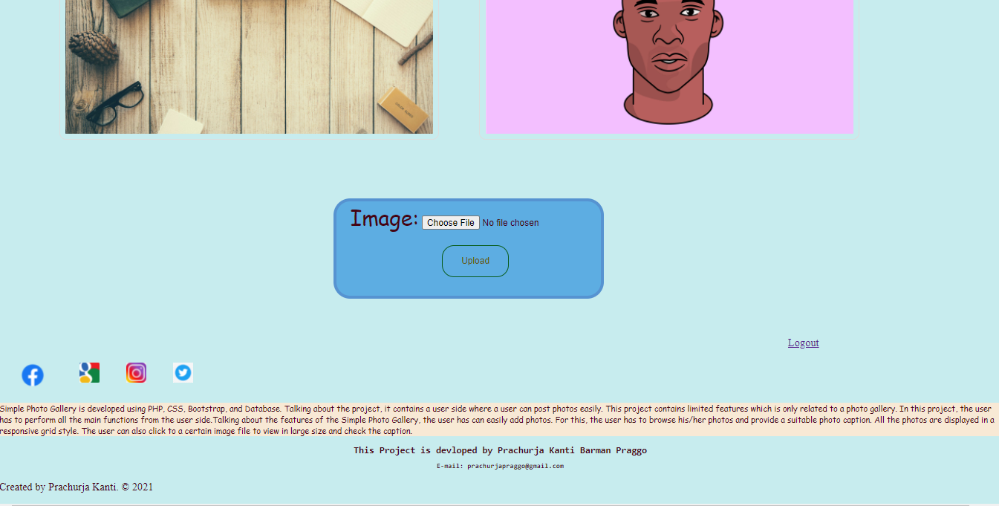 Image: Choose File No file chosen
Upload
Logout
Simple Photo Gallery is developed using PHP, CSS, Bootstrap, and Database. Talking about the project, it contains a user side where a user can post photos easily. This project contains limited features which is only related to a photo gallery. In this project, the user
has to perform all the main functions from the user side.Talking about the features of the Simple Photo Gallery, the user has can easily add photos. For this, the user has to browse his/her photos and provide a suitable photo caption. All the photos are displayed in a
responsive grid style. The user can also click to a certain image file to view in large size and check the caption.
This Project is devloped by Prachurja Kanti Barman Praggo
E-mail: prachurjapraggo@gmail.com
Created by Prachurja Kanti. © 2021